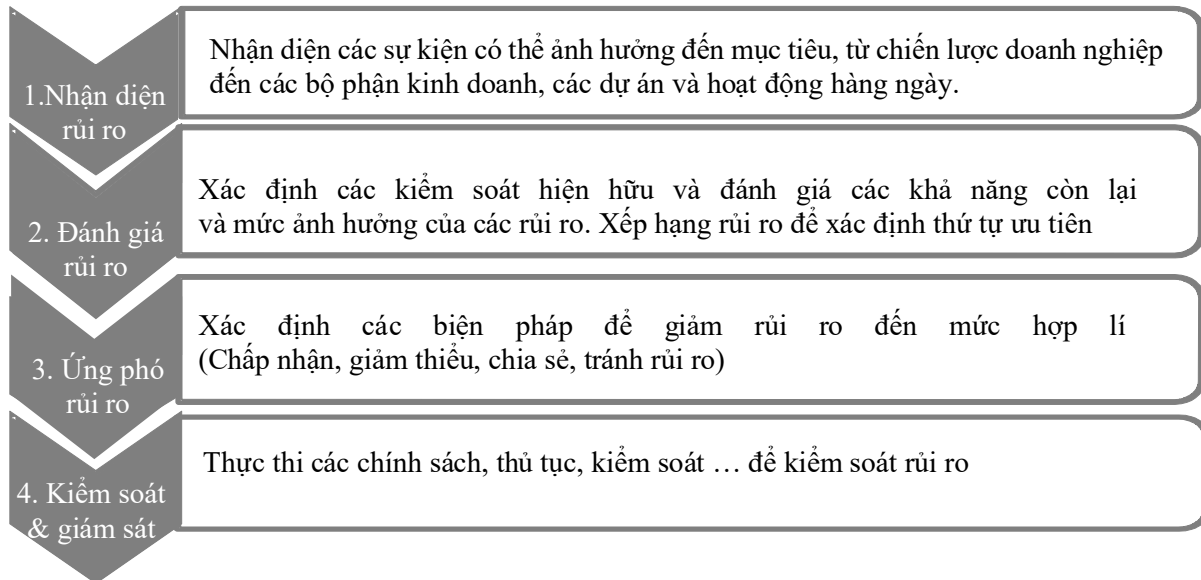 1.Nhận diện
rủi ro
Nhận diện các sự kiện có thể ảnh hưởng đến mục tiêu, từ chiến lược doanh nghiệp
đến các bộ phận kinh doanh, các dự án và hoạt động hàng ngày.
2. Đánh giá
rủi ro
Xác định các kiểm soát hiện hữu và đánh giá các khả năng còn lại
và mức ảnh hưởng của các rủi ro. Xếp hạng rủi ro để xác định thứ tự ưu tiên
3. Ứng phó
rủi ro
Xác định các biện pháp để giảm rủi ro đến mức hợp lí
(Chấp nhận, giảm thiểu, chia sẻ, tránh rủi ro)
4. Kiểm soát
& giám sát
Thực thi các chính sách, thủ tục, kiểm soát … để kiểm soát rủi ro